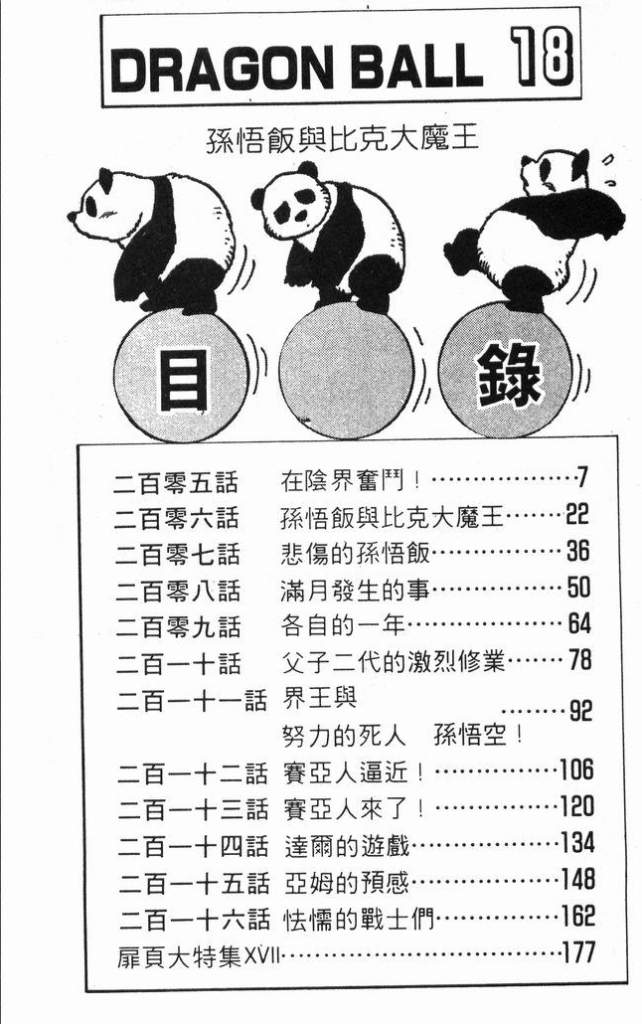 DRAGON BALL 18
孫悟飯與比克大魔王
目錄
二百零五話 在陰界奮鬥！ ··················7
二百零六話 孫悟飯與比克大魔王·······22
二百零七話 悲傷的孫悟飯················36
二百零八話 滿月發生的事················50
二百零九話 各自的一年···················64
二百一十話 父子二代的激烈修業·······78
二百一十一話 界王與
努力的死人 孫悟空！ ········92
二百一十二話 賽亞人逼近！ ···············106
二百一十三話 賽亞人來了！ ···············120
二百一十四話 達爾的遊戲··················134
二百一十五話 亞姆的預感··················148
二百一十六話 怯懦的戰士們···············162
扉頁大特集XVII··································177